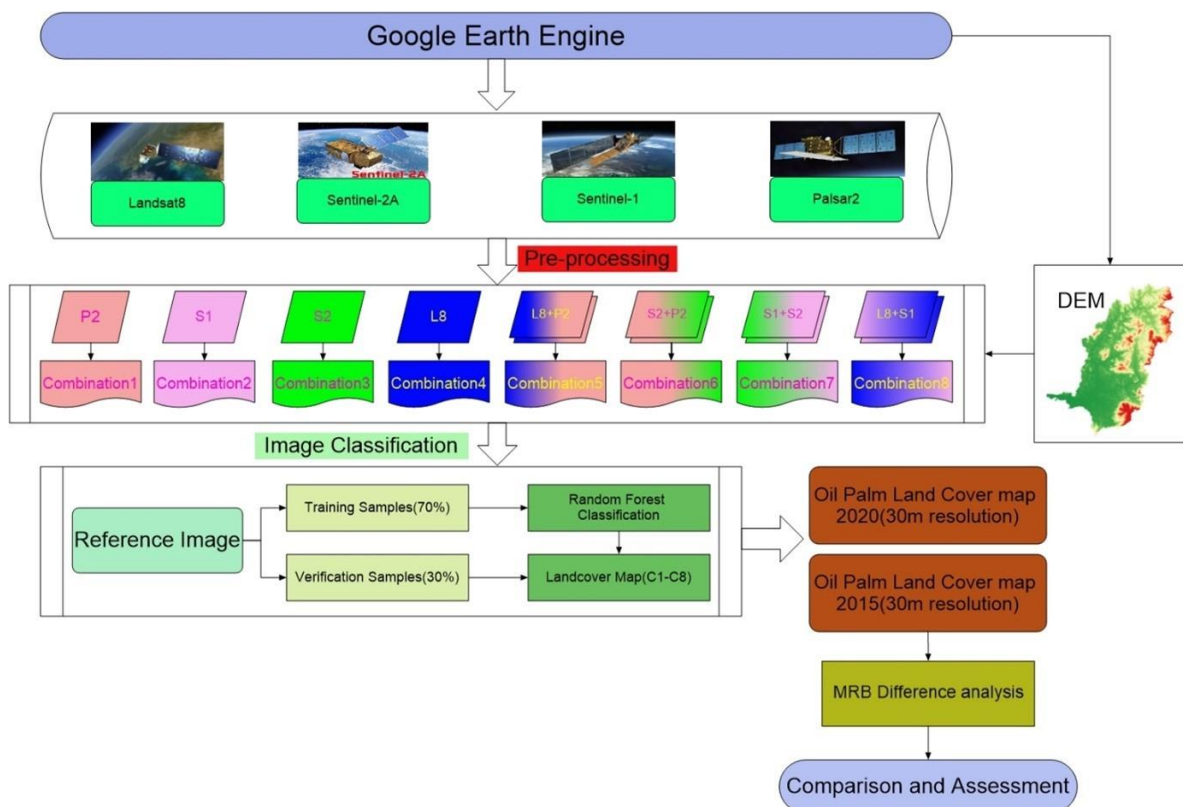 Google Earth Engine
Sentinel-2A
Landsat8
Sentinel-2A
Sentinel-1
Palsar2
Pre-processing
DEM
P2
S1
S2
L8
L8+P2
S2+P2
S1+S2
L8+S1
Combination1
Combination2
Combination3
Combination4
Combination5
Combination6
Combination7
Combination8
Image Classification
Reference Image
Training Samples(70%)
Verification Samples(30%)
Random Forest
Classification
Landcover Map(C1-C8)
Oil Palm Land Cover map
2020(30m resolution)
Oil Palm Land Cover map
2015(30m resolution)
MRB Difference analysis
Comparison and Assessment